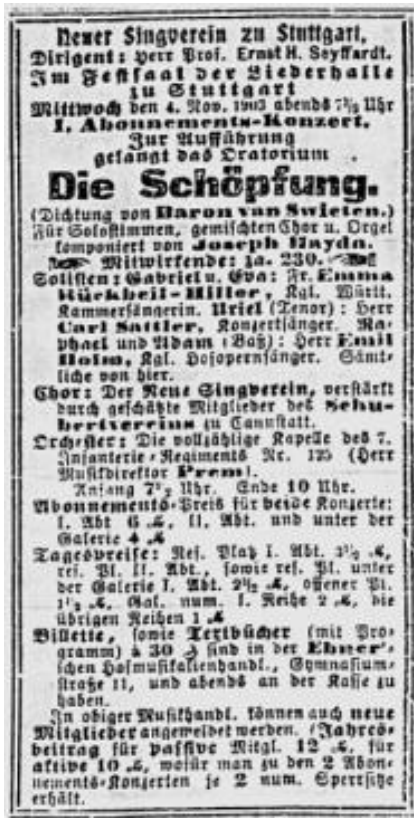 Neuer Singverein zu Stuttgart.
Dirigent: Herr Prof. Ernst H. Seyffardt.
Im Festsaal der Liederhalle
zu Stuttgart
Mittwoch den 4. Nov. 1903 abends 7½ Uhr
I. Abonnements-Konzert.
Zur Aufführung
gelangt das Oratorium
Die Schöpfung.
(Dichtung von Baron van Swieten.)
Für Solostimmen, gemischten Chor u. Orgel
komponiert von Joseph Haydn.
Mitwirkende: za. 230.
Solisten: Gabriel u. Eva: Fr. Emma
Rückbeil-Hiller, Kgl. Württ.
Kammersängerin. Uriel (Tenor): Herr
Carl Sattler, Konzertsänger. Ra-
phael und Adam (Baß): Herr Emil
Holm, Kgl. Hofopernsänger. Sämt-
liche von hier.
Chor: Der Neue Singverein, verstärkt
durch geschätzte Mitglieder des Schu-
bertvereins zu Cannstatt.
Orchester: Die vollzählige Kapelle des 7.
Infanterie-Regiments Nr. 125 (Herr
Musikdirektor Prem).
Anfang 7½ Uhr. Ende 10 Uhr.
Abonnements-Preis für beide Konzerte:
I. Abt 6 ℳ, II. Abt. und unter der
Galerie 4 ℳ
Tagespreise: Res. Platz I. Abt. 3½ ℳ,
res. Pl. II. Abt., sowie res. Pl. unter
der Galerie I. Abt. 2½ ℳ, offener Pl.
1½ ℳ, Gal. num. I. Reihe 2 ℳ, die
übrigen Reihen 1 ℳ
Billette, sowie Textbücher (mit Pro-
gramm) à 30 ₰ sind in der Ebner'-
schen Hofmusikalienhandl., Gymnasium-
straße 11, und abends an der Kasse zu
haben.
In obiger Musikhandl. können auch neue
Mitglieder angemeldet werden. (Jahres-
beitrag für passive Mitgl. 12 ℳ, für
aktive 10 ℳ, wofür man zu den 2 Abon-
nements-Konzerten je 2 num. Sperrsitze
erhält.